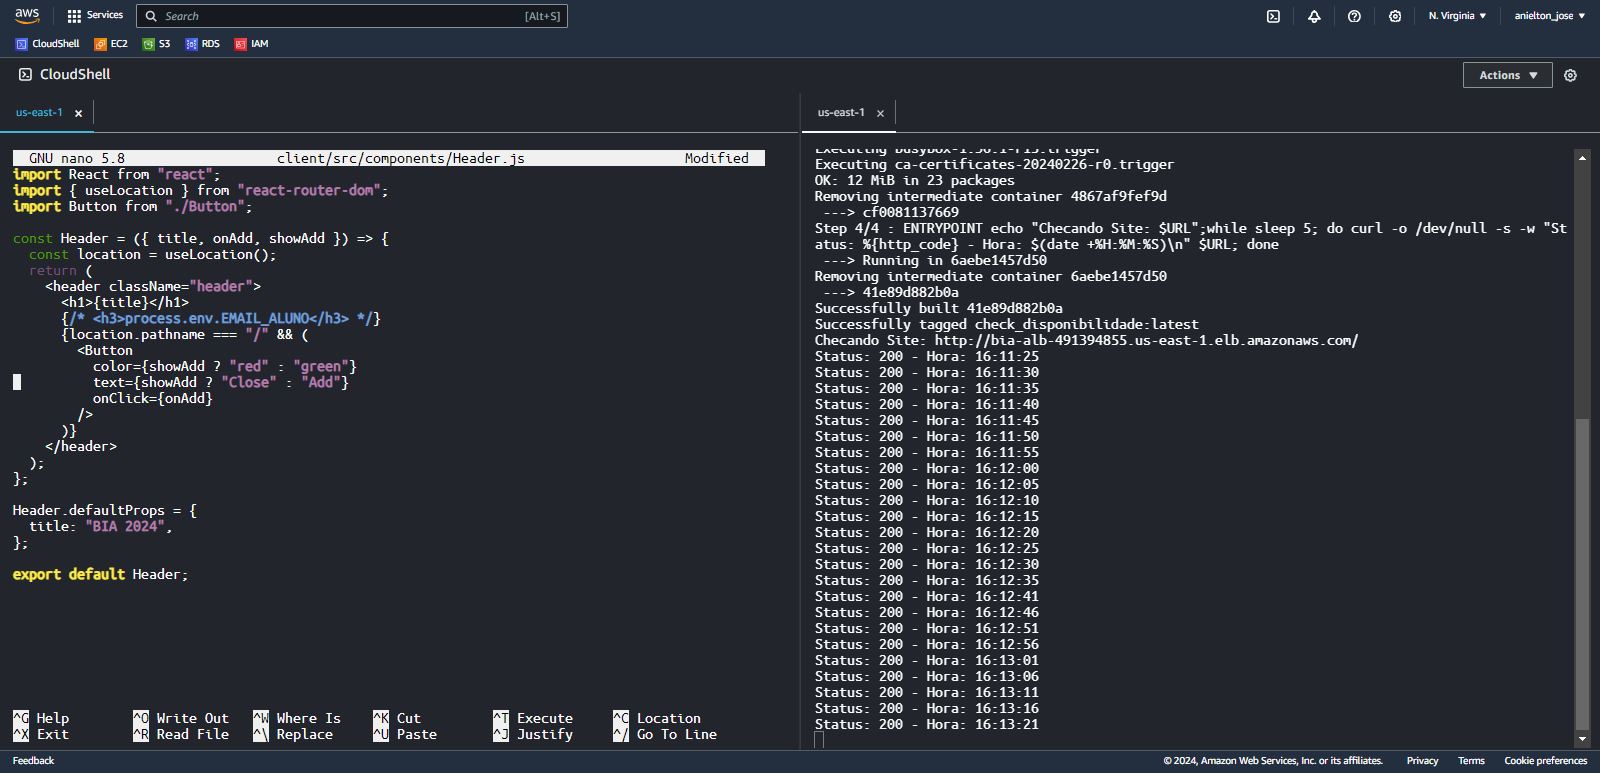 aws
Services
Search
[Alt+S]
N. Virginia
anielton_jose
CloudShell
EC2
S3
RDS
IAM
CloudShell
Actions
us-east-1
GNU nano 5.8 client/src/components/Header.js Modified
import React from "react";
import { useLocation } from "react-router-dom";
import Button from "./Button";
const Header = ({ title, onAdd, showAdd }) => {
const location = useLocation();
return (
<header className="header">
<h1>{title}</h1>
{/* <h3>process.env.EMAIL_ALUNO</h3> */}
{location.pathname === "/" && (
<Button
color={showAdd ? "red" : "green"}
text={showAdd ? "Close" : "Add"}
onClick={onAdd}
/>
)}
</header>
);
};
Header.defaultProps = {
title: "BIA 2024",
};
export default Header;
^G Help ^O Write Out ^W Where Is ^K Cut ^T Execute ^C Location
^X Exit ^R Read File ^\ Replace ^U Paste ^J Justify ^/ Go To Line
us-east-1
Executing busybox-1.36.1-r15.trigger
Executing ca-certificates-20240226-r0.trigger
OK: 12 MiB in 23 packages
Removing intermediate container 4867af9fef9d
---> cf0081137669
Step 4/4 : ENTRYPOINT echo "Checando Site: $URL";while sleep 5; do curl -o /dev/null -s -w "St
atus: %{http_code} - Hora: $(date +%H:%M:%S)\n" $URL; done
---> Running in 6aebe1457d50
Removing intermediate container 6aebe1457d50
---> 41e89d882b0a
Successfully built 41e89d882b0a
Successfully tagged check_disponibilidade:latest
Checando Site: http://bia-alb-491394855.us-east-1.elb.amazonaws.com/
Status: 200 - Hora: 16:11:25
Status: 200 - Hora: 16:11:30
Status: 200 - Hora: 16:11:35
Status: 200 - Hora: 16:11:40
Status: 200 - Hora: 16:11:45
Status: 200 - Hora: 16:11:50
Status: 200 - Hora: 16:11:55
Status: 200 - Hora: 16:12:00
Status: 200 - Hora: 16:12:05
Status: 200 - Hora: 16:12:10
Status: 200 - Hora: 16:12:15
Status: 200 - Hora: 16:12:20
Status: 200 - Hora: 16:12:25
Status: 200 - Hora: 16:12:30
Status: 200 - Hora: 16:12:35
Status: 200 - Hora: 16:12:41
Status: 200 - Hora: 16:12:46
Status: 200 - Hora: 16:12:51
Status: 200 - Hora: 16:12:56
Status: 200 - Hora: 16:13:01
Status: 200 - Hora: 16:13:06
Status: 200 - Hora: 16:13:11
Status: 200 - Hora: 16:13:16
Status: 200 - Hora: 16:13:21
Feedback
© 2024, Amazon Web Services, Inc. or its affiliates.
Privacy
Terms
Cookie preferences